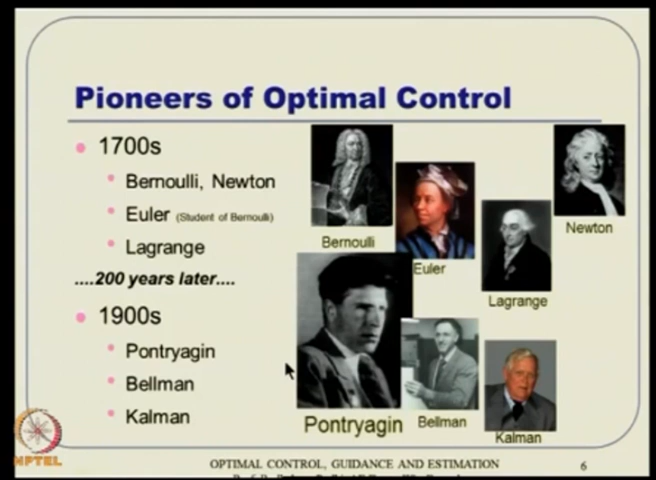 Pioneers of Optimal Control
1700s
Bernoulli, Newton
Euler (Student of Bernoulli)
Lagrange
....200 years later....
1900s
Pontryagin
Bellman
Kalman
Bernoulli
Euler
Lagrange
Newton
Pontryagin
Bellman
Kalman
NPTEL
OPTIMAL CONTROL, GUIDANCE AND ESTIMATION
6